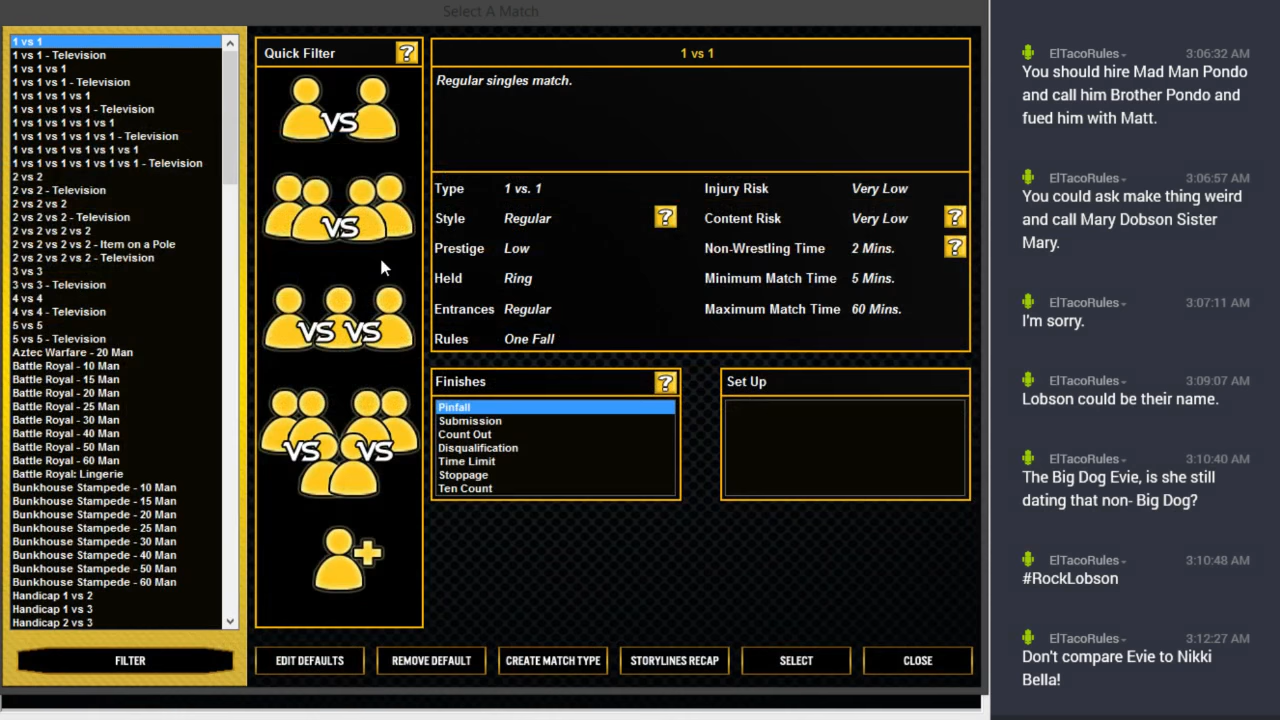 Select A Match
1 vs 1
1 vs 1 - Television
1 vs 1 vs 1
1 vs 1 vs 1 - Television
1 vs 1 vs 1 vs 1
1 vs 1 vs 1 vs 1 - Television
1 vs 1 vs 1 vs 1 vs 1
1 vs 1 vs 1 vs 1 vs 1 - Television
1 vs 1 vs 1 vs 1 vs 1 vs 1
1 vs 1 vs 1 vs 1 vs 1 vs 1 - Television
2 vs 2
2 vs 2 - Television
2 vs 2 vs 2
2 vs 2 vs 2 - Television
2 vs 2 vs 2 vs 2
2 vs 2 vs 2 vs 2 - Item on a Pole
2 vs 2 vs 2 vs 2 - Television
3 vs 3
3 vs 3 - Television
4 vs 4
4 vs 4 - Television
5 vs 5
5 vs 5 - Television
Aztec Warfare - 20 Man
Battle Royal - 10 Man
Battle Royal - 15 Man
Battle Royal - 20 Man
Battle Royal - 25 Man
Battle Royal - 30 Man
Battle Royal - 40 Man
Battle Royal - 50 Man
Battle Royal - 60 Man
Battle Royal: Lingerie
Bunkhouse Stampede - 10 Man
Bunkhouse Stampede - 15 Man
Bunkhouse Stampede - 20 Man
Bunkhouse Stampede - 25 Man
Bunkhouse Stampede - 30 Man
Bunkhouse Stampede - 40 Man
Bunkhouse Stampede - 50 Man
Bunkhouse Stampede - 60 Man
Handicap 1 vs 2
Handicap 1 vs 3
Handicap 2 vs 3
FILTER
Quick Filter ?
VS
VS
VS VS
VS VS
1 vs 1
Regular singles match.
Type 1 vs. 1 Injury Risk Very Low
Style Regular ? Content Risk Very Low ?
Prestige Low Non-Wrestling Time 2 Mins. ?
Held Ring Minimum Match Time 5 Mins.
Entrances Regular Maximum Match Time 60 Mins.
Rules One Fall
Finishes ?
Pinfall
Submission
Count Out
Disqualification
Time Limit
Stoppage
Ten Count
Set Up
EDIT DEFAULTS REMOVE DEFAULT CREATE MATCH TYPE STORYLINES RECAP SELECT CLOSE
ElTacoRules 3:06:32 AM
You should hire Mad Man Pondo
and call him Brother Pondo and
fued him with Matt.
ElTacoRules 3:06:57 AM
You could ask make thing weird
and call Mary Dobson Sister
Mary.
ElTacoRules 3:07:11 AM
I'm sorry.
ElTacoRules 3:09:07 AM
Lobson could be their name.
ElTacoRules 3:10:40 AM
The Big Dog Evie, is she still
dating that non- Big Dog?
ElTacoRules 3:10:48 AM
#RockLobson
ElTacoRules 3:12:27 AM
Don't compare Evie to Nikki
Bella!